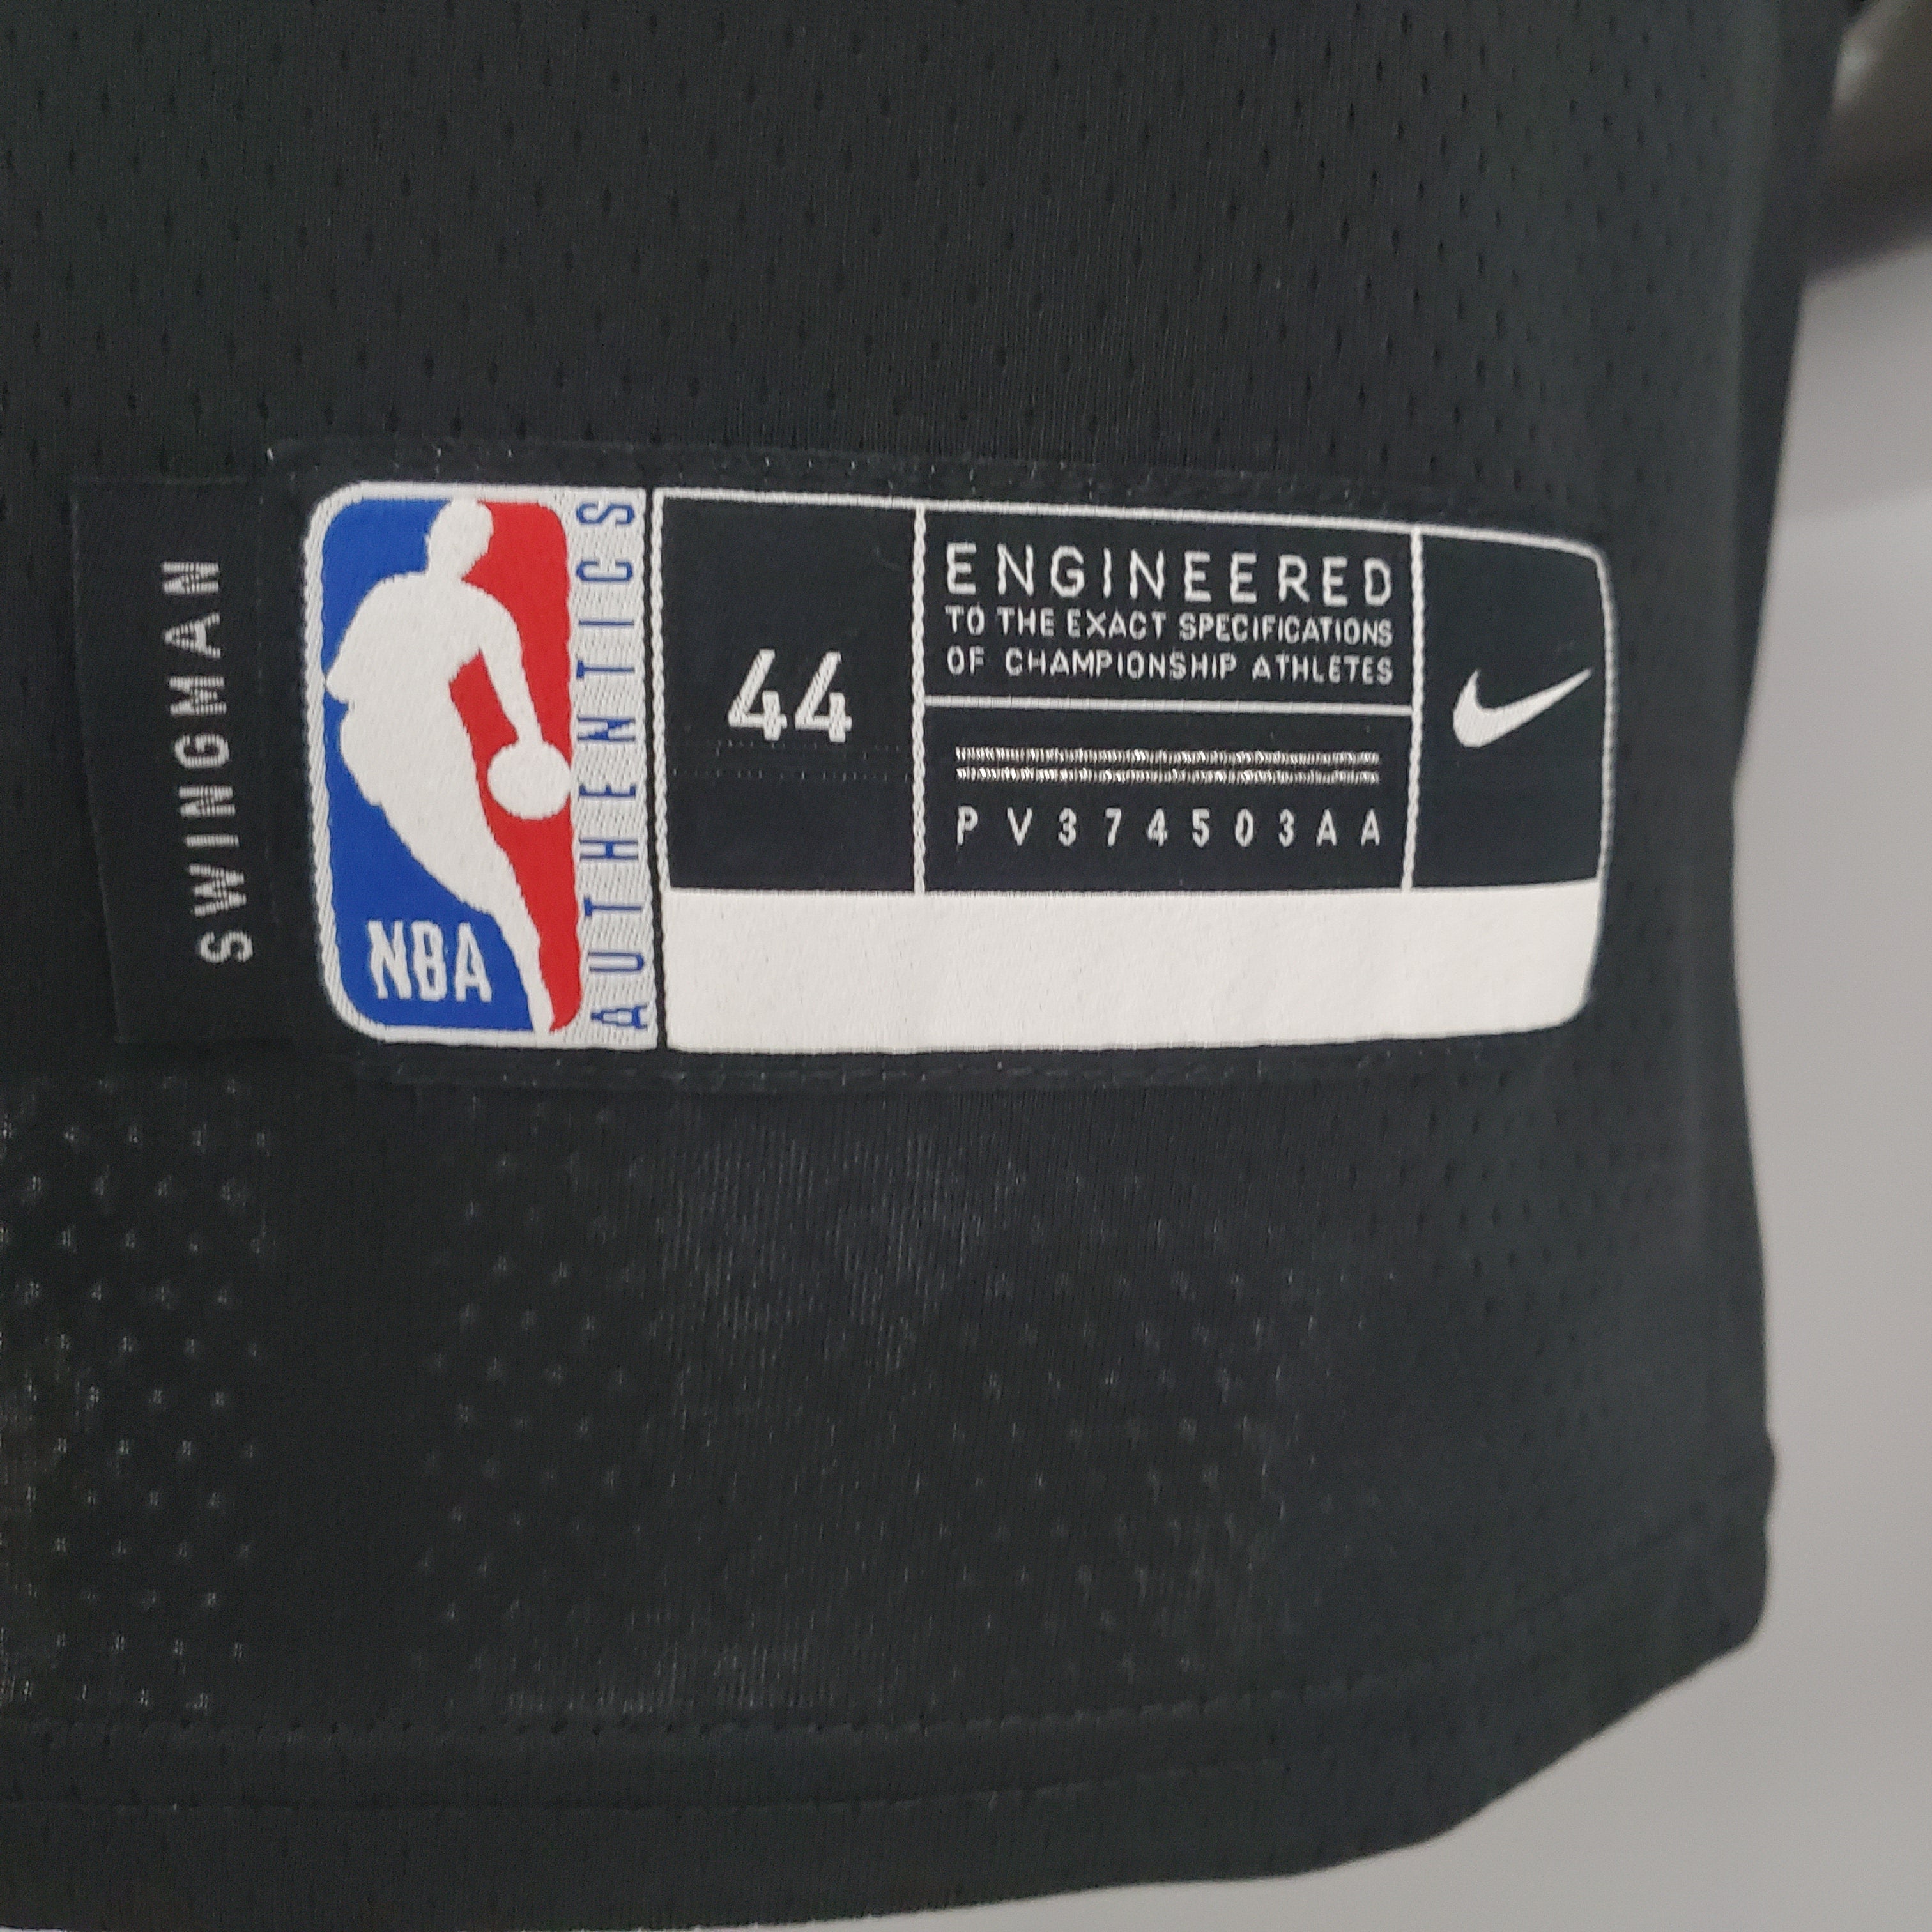 SWINGMAN
NBA
AUTHENTICS
44
ENGINEERED
TO THE EXACT SPECIFICATIONS
OF CHAMPIONSHIP ATHLETES
PV374503AA